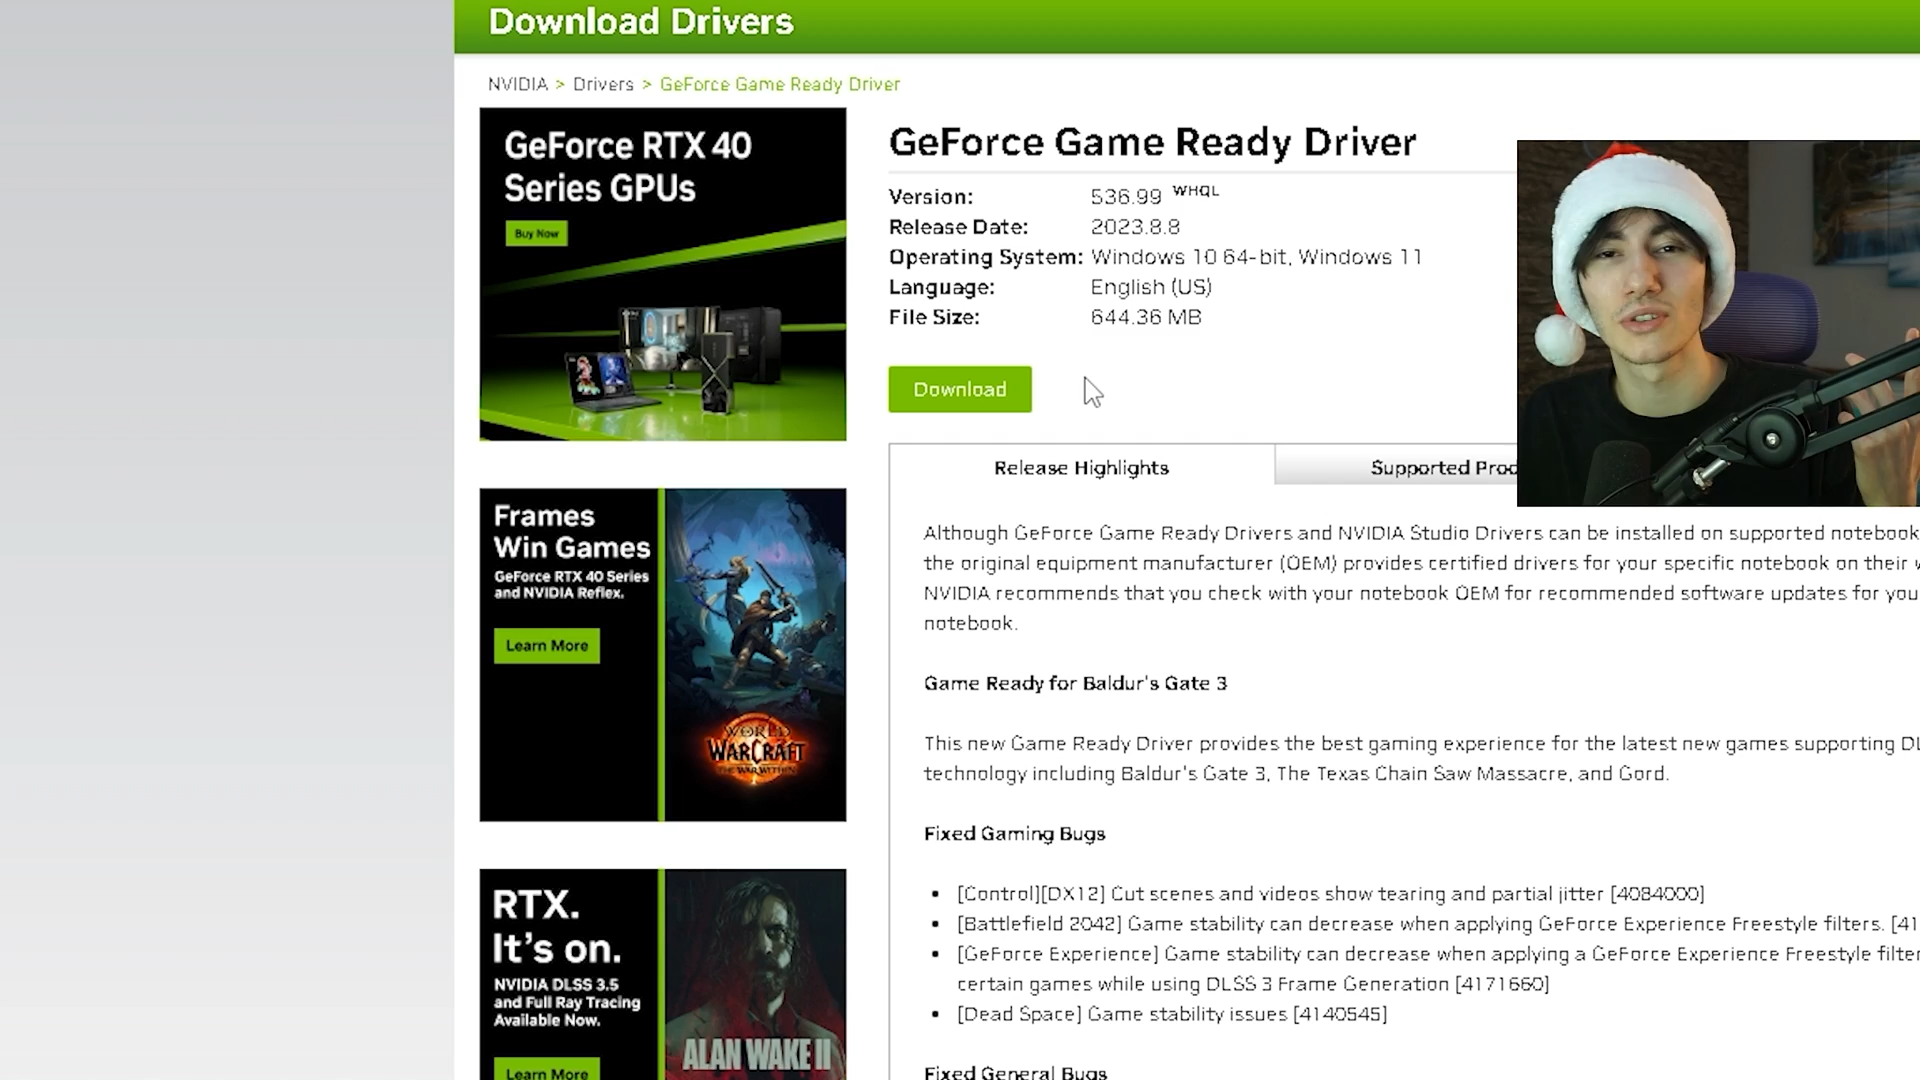 Download Drivers
NVIDIA > Drivers > GeForce Game Ready Driver
GeForce RTX 40
Series GPUs
Buy Now
Frames
Win Games
GeForce RTX 40 Series
and NVIDIA Reflex.
Learn More
WORLD
WARCRAFT
THE WAR WITHIN
RTX.
It's on.
NVIDIA DLSS 3.5
and Full Ray Tracing
Available Now.
ALAN WAKE II
Learn More
GeForce Game Ready Driver
Version: 536.99 WHQL
Release Date: 2023.8.8
Operating System: Windows 10 64-bit, Windows 11
Language: English (US)
File Size: 644.36 MB
Download
Release Highlights
Supported Prod
Although GeForce Game Ready Drivers and NVIDIA Studio Drivers can be installed on supported notebook
the original equipment manufacturer (OEM) provides certified drivers for your specific notebook on their
NVIDIA recommends that you check with your notebook OEM for recommended software updates for you
notebook.
Game Ready for Baldur's Gate 3
This new Game Ready Driver provides the best gaming experience for the latest new games supporting DL
technology including Baldur's Gate 3, The Texas Chain Saw Massacre, and Gord.
Fixed Gaming Bugs
• [Control][DX12] Cut scenes and videos show tearing and partial jitter [4084000]
• [Battlefield 2042] Game stability can decrease when applying GeForce Experience Freestyle filters. [41
• [GeForce Experience] Game stability can decrease when applying a GeForce Experience Freestyle filter
certain games while using DLSS 3 Frame Generation [4171660]
• [Dead Space] Game stability issues [4140545]
Fixed General Bugs